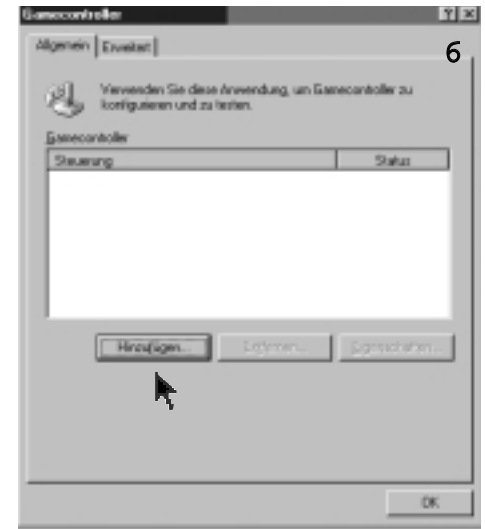 Gamecontroller
Allgemein Erweitert
6
Verwenden Sie diese Anwendung, um Gamecontroller zu
konfigurieren und zu testen.
Gamecontroller
Steuerung Status
Hinzufügen... Entfernen... Eigenschaften...
OK